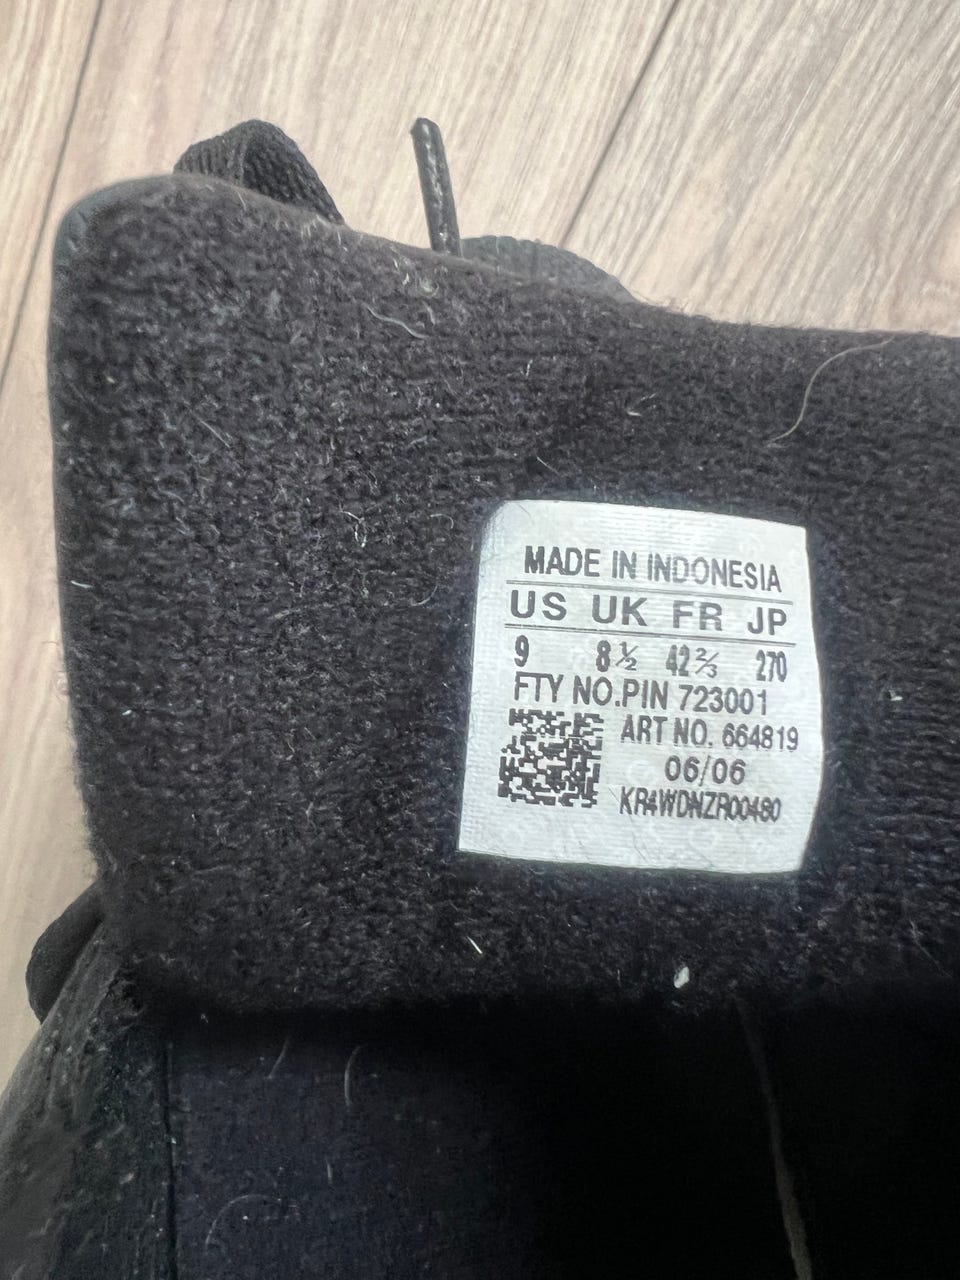 MADE IN INDONESIA
US UK FR JP
9 8½ 42⅔ 270
FTY NO.PIN 723001
ART NO. 664819
06/06
KR4WDNZR00480